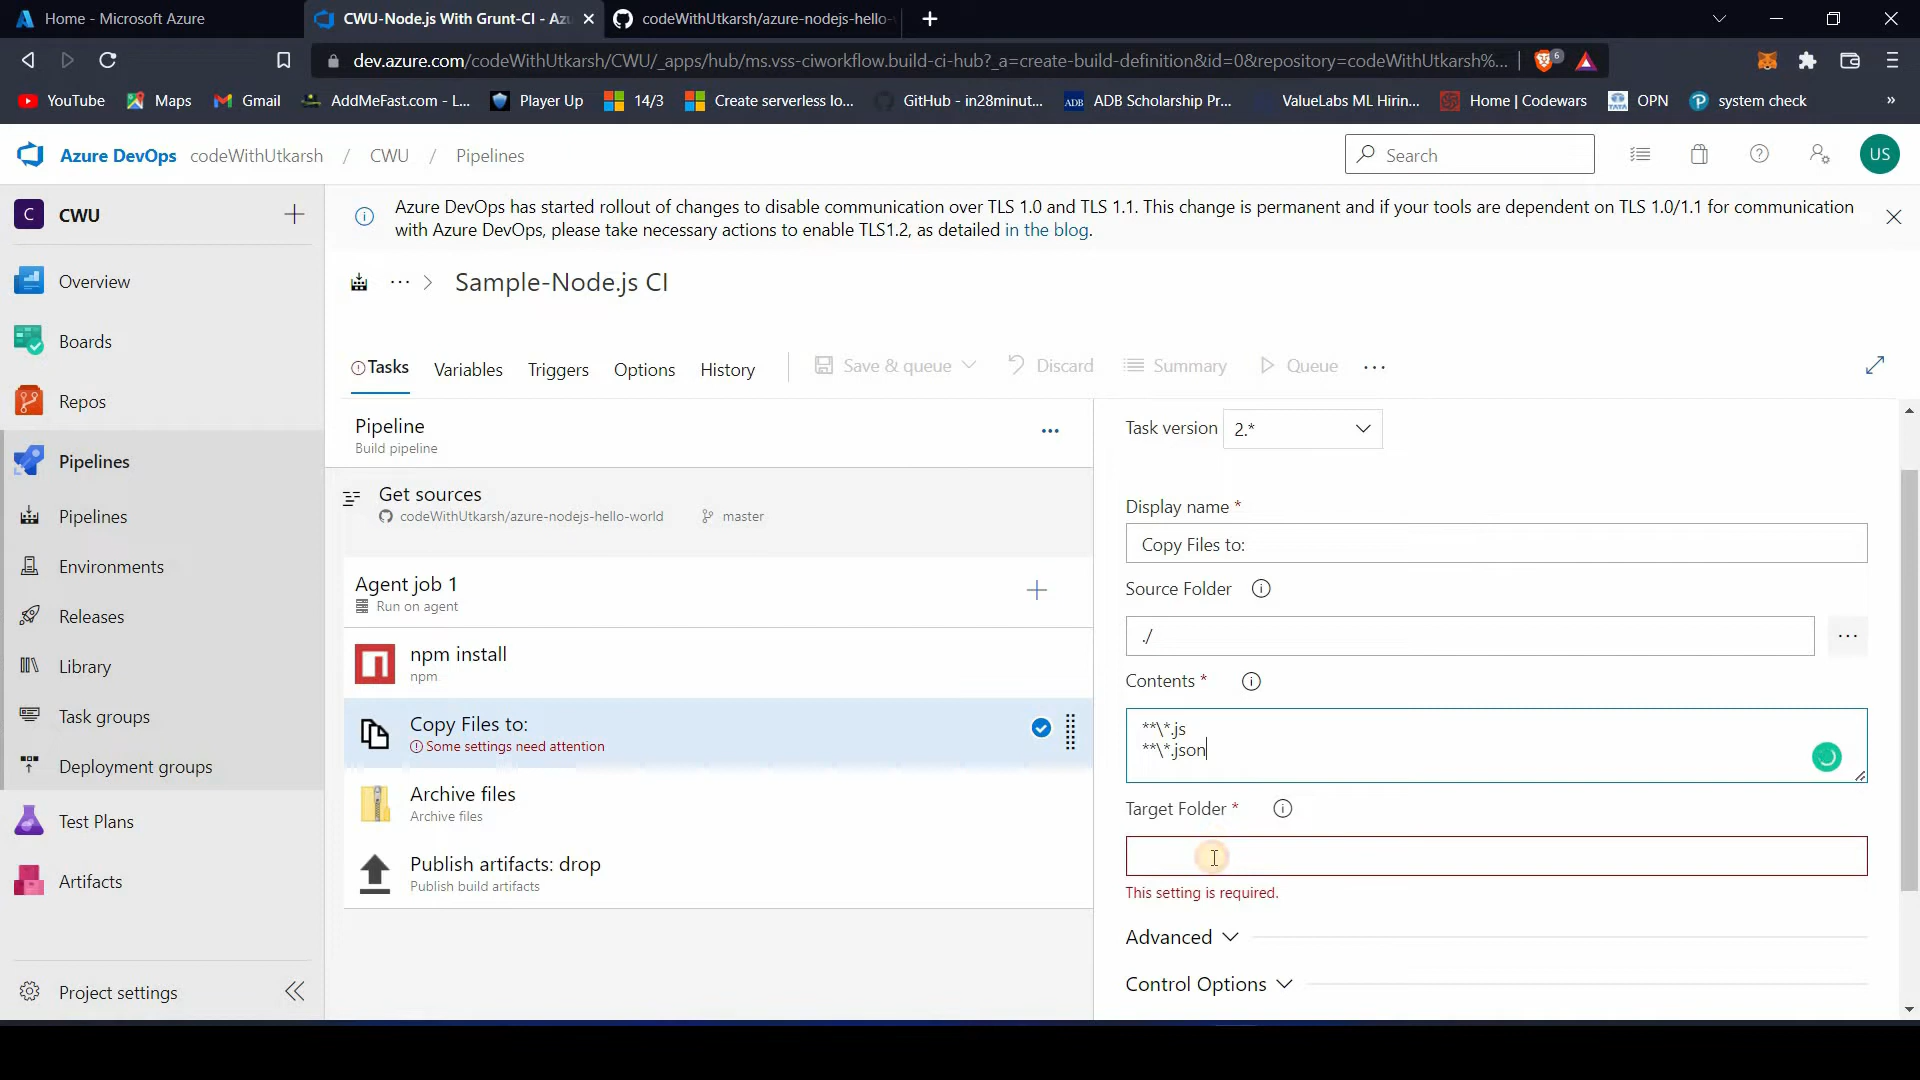 Home - Microsoft Azure
CWU-Node.js With Grunt-CI - Az
codeWithUtkarsh/azure-nodejs-hello-
dev.azure.com/codeWithUtkarsh/CWU/_apps/hub/ms.vss-ciworkflow.build-ci-hub?_a=create-build-definition&id=0&repository=codeWithUtkarsh%...
6
YouTube
Maps
Gmail
AddMeFast.com - L...
Player Up
14/3
Create serverless lo...
GitHub - in28minut...
ADB
ADB Scholarship Pr...
ValueLabs ML Hirin...
Home | Codewars
TATA
OPN
system check
»
Azure DevOps codeWithUtkarsh / CWU / Pipelines
Search
US
C CWU
Azure DevOps has started rollout of changes to disable communication over TLS 1.0 and TLS 1.1. This change is permanent and if your tools are dependent on TLS 1.0/1.1 for communication
with Azure DevOps, please take necessary actions to enable TLS1.2, as detailed in the blog.
Overview
Boards
Repos
Pipelines
Pipelines
Environments
Releases
Library
Task groups
Deployment groups
Test Plans
Artifacts
Project settings
··· > Sample-Node.js CI
Tasks
Variables
Triggers
Options
History
Save & queue
Discard
Summary
Queue
...
Pipeline
Build pipeline
...
Get sources
codeWithUtkarsh/azure-nodejs-hello-world master
Agent job 1
Run on agent
npm install
npm
Copy Files to:
Some settings need attention
Archive files
Archive files
Publish artifacts: drop
Publish build artifacts
Task version 2.*
Display name *
Copy Files to:
Source Folder
./
...
Contents *
**\*.js
**\*.json
Target Folder *
This setting is required.
Advanced
Control Options